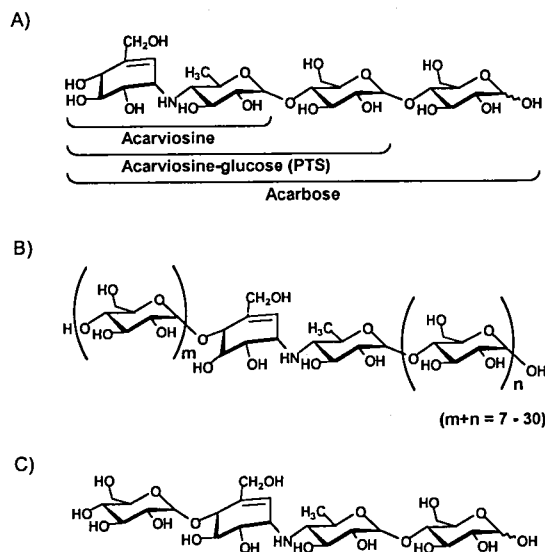 A)
CH₂OH
HO HO HO OH HN H₃C O HO OH O HO O HO OH O HO O HO OH OH
Acarviosine
Acarviosine-glucose (PTS)
Acarbose
B)
HO O HO HO OH m O CH₂OH HO OH HN H₃C O HO OH O HO O HO OH n OH
(m+n = 7 - 30)
C)
HO O HO HO OH O CH₂OH HO OH HN H₃C O HO OH O HO O HO OH OH